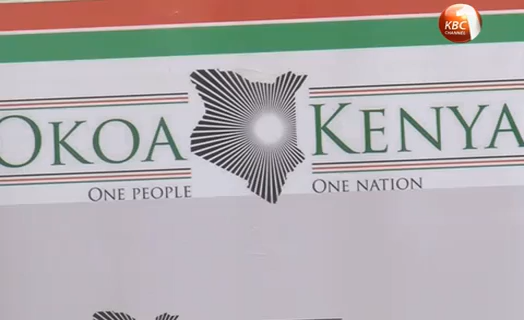 KBC
CHANNEL
1
OKOA KENYA
ONE PEOPLE ONE NATION